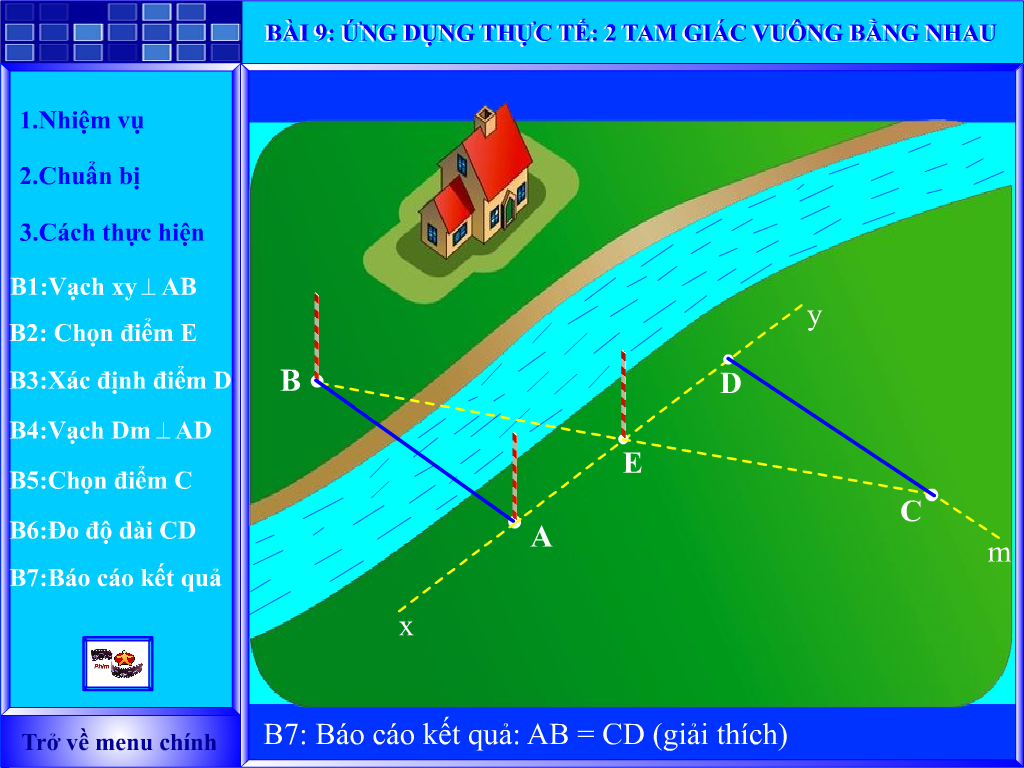 BÀI 9: ỨNG DỤNG THỰC TẾ: 2 TAM GIÁC VUÔNG BẰNG NHAU
1.Nhiệm vụ
2.Chuẩn bị
3.Cách thực hiện
B1:Vạch xy ⊥ AB
B2: Chọn điểm E
B3:Xác định điểm D
B4:Vạch Dm ⊥ AD
B5:Chọn điểm C
B6:Đo độ dài CD
B7:Báo cáo kết quả
Phim
Trở về menu chính
y
B
D
E
C
A
m
x
B7: Báo cáo kết quả: AB = CD (giải thích)